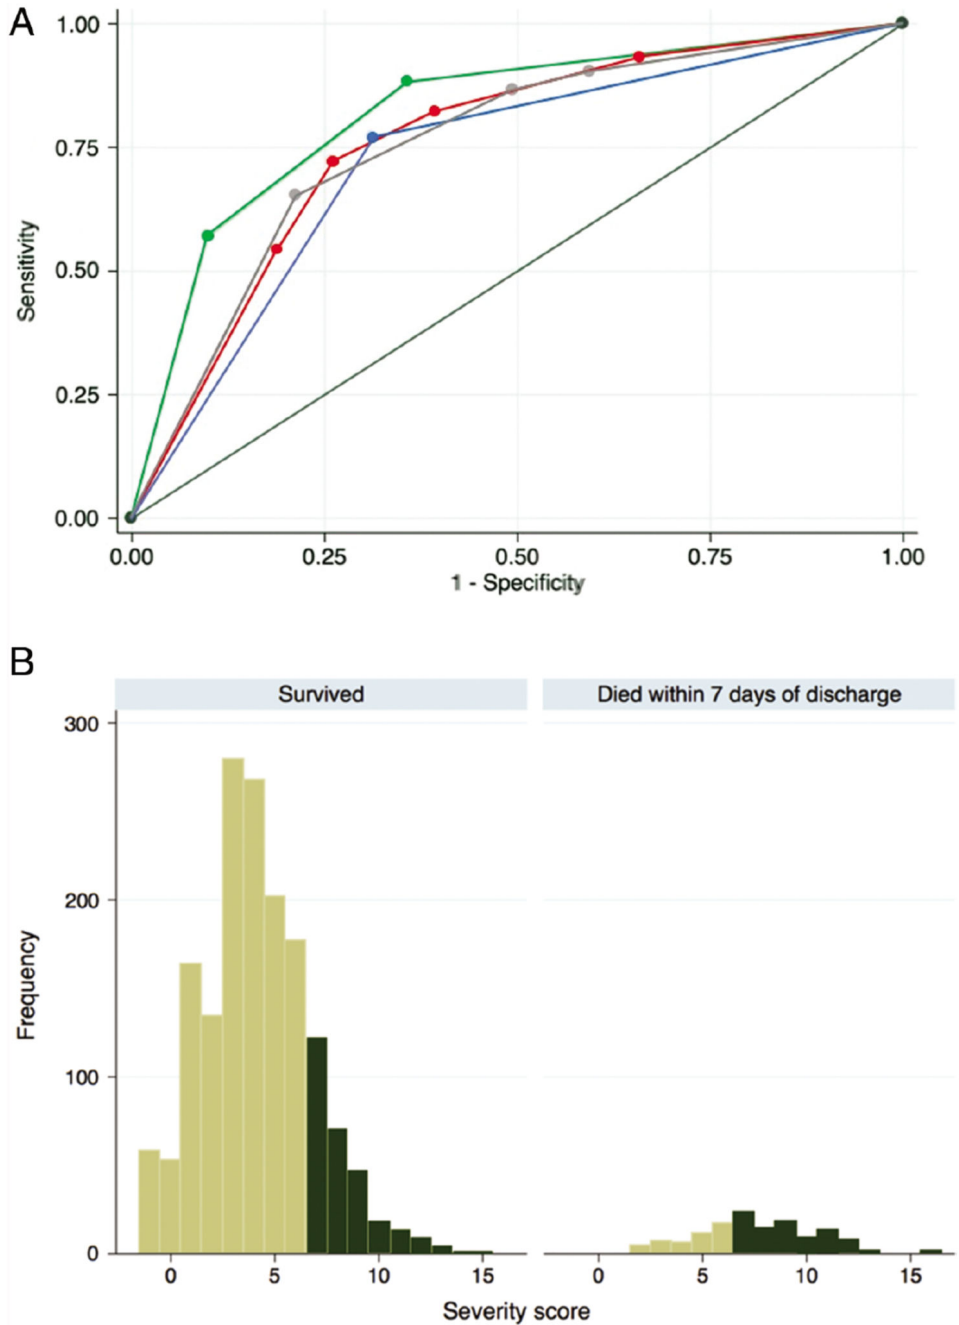 A
1.00
0.75
0.50
0.25
0.00
Sensitivity
0.00 0.25 0.50 0.75 1.00
1 - Specificity
B
Survived Died within 7 days of discharge
300
200
100
0
Frequency
0 5 10 15 0 5 10 15
Severity score